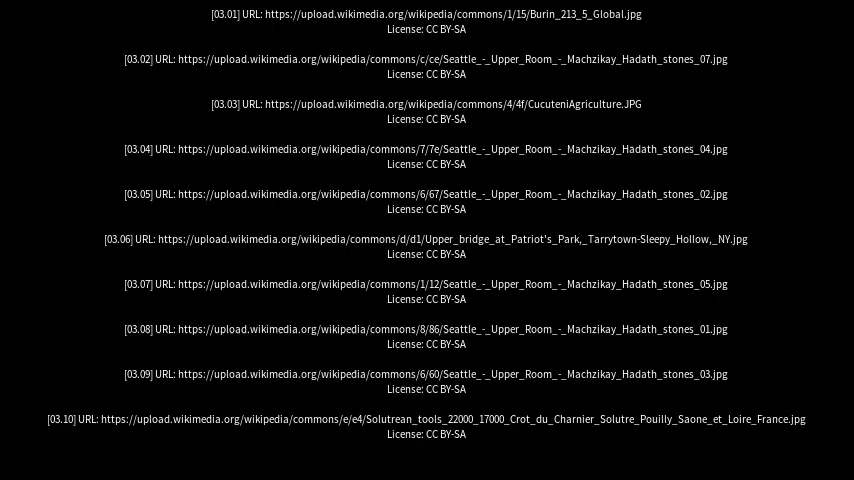 [03.01] URL: https://upload.wikimedia.org/wikipedia/commons/1/15/Burin_213_5_Global.jpg
License: CC BY-SA
[03.02] URL: https://upload.wikimedia.org/wikipedia/commons/c/ce/Seattle_-_Upper_Room_-_Machzikay_Hadath_stones_07.jpg
License: CC BY-SA
[03.03] URL: https://upload.wikimedia.org/wikipedia/commons/4/4f/CucuteniAgriculture.JPG
License: CC BY-SA
[03.04] URL: https://upload.wikimedia.org/wikipedia/commons/7/7e/Seattle_-_Upper_Room_-_Machzikay_Hadath_stones_04.jpg
License: CC BY-SA
[03.05] URL: https://upload.wikimedia.org/wikipedia/commons/6/67/Seattle_-_Upper_Room_-_Machzikay_Hadath_stones_02.jpg
License: CC BY-SA
[03.06] URL: https://upload.wikimedia.org/wikipedia/commons/d/d1/Upper_bridge_at_Patriot's_Park,_Tarrytown-Sleepy_Hollow,_NY.jpg
License: CC BY-SA
[03.07] URL: https://upload.wikimedia.org/wikipedia/commons/1/12/Seattle_-_Upper_Room_-_Machzikay_Hadath_stones_05.jpg
License: CC BY-SA
[03.08] URL: https://upload.wikimedia.org/wikipedia/commons/8/86/Seattle_-_Upper_Room_-_Machzikay_Hadath_stones_01.jpg
License: CC BY-SA
[03.09] URL: https://upload.wikimedia.org/wikipedia/commons/6/60/Seattle_-_Upper_Room_-_Machzikay_Hadath_stones_03.jpg
License: CC BY-SA
[03.10] URL: https://upload.wikimedia.org/wikipedia/commons/e/e4/Solutrean_tools_22000_17000_Crot_du_Charnier_Solutre_Pouilly_Saone_et_Loire_France.jpg
License: CC BY-SA